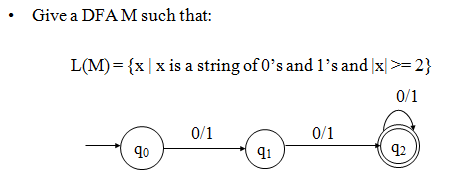 • Give a DFA M such that:
L(M) = {x | x is a string of 0’s and 1’s and |x| >= 2}
0/1
0/1 0/1
q0 q1 q2